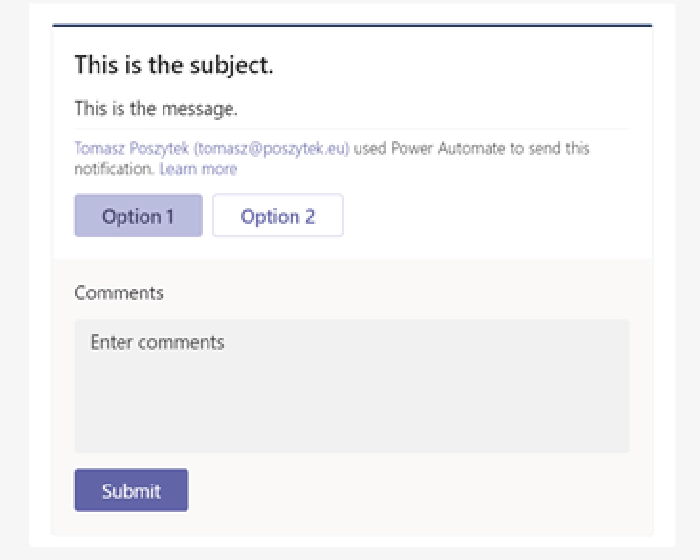 This is the subject.
This is the message.
Tomasz Poszytek (tomasz@poszytek.eu) used Power Automate to send this
notification. Learn more
Option 1
Option 2
Comments
Enter comments
Submit